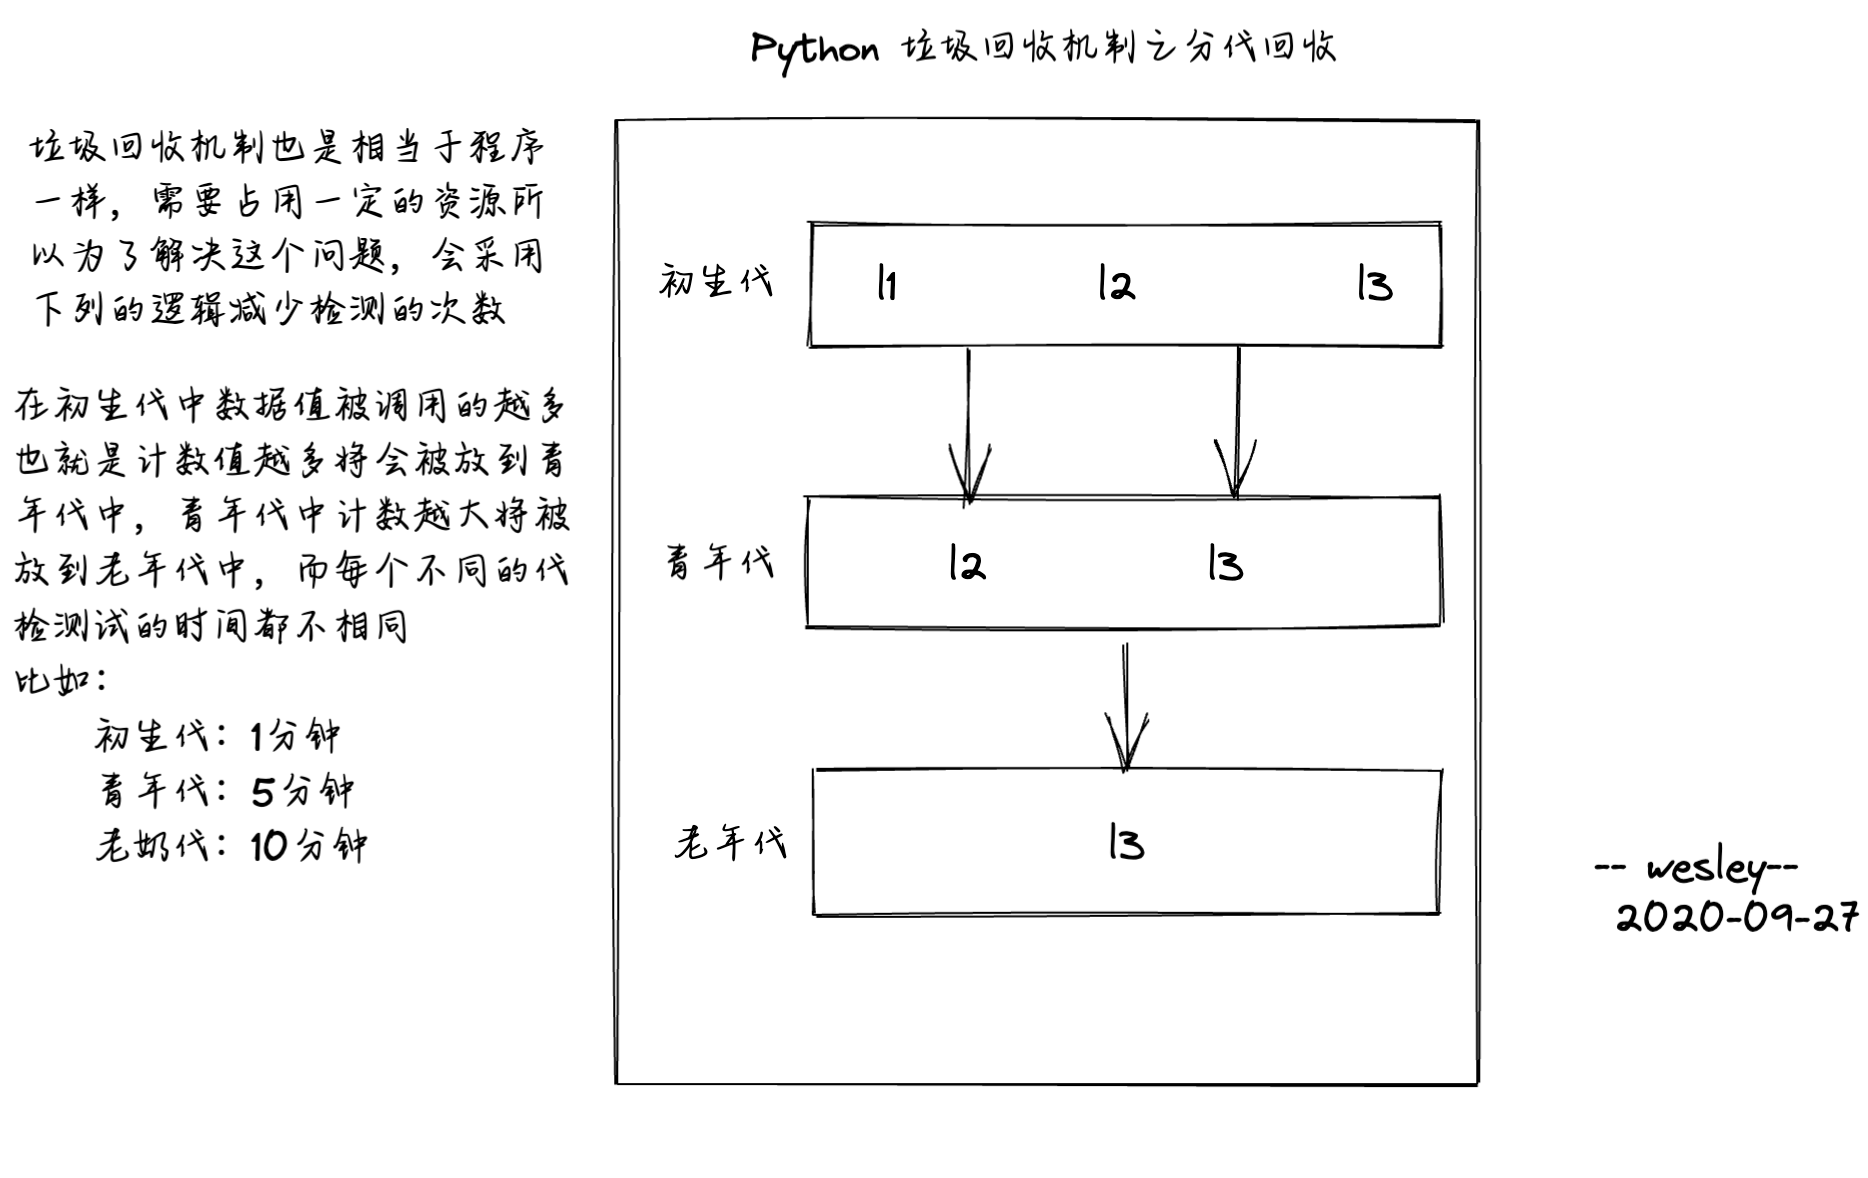 Python 垃圾回收机制之分代回收
垃圾回收机制也是相当于程序
一样，需要占用一定的资源所
以为了解决这个问题，会采用
下列的逻辑减少检测的次数
在初生代中数据值被调用的越多
也就是计数值越多将会被放到青
年代中，青年代中计数越大将被
放到老年代中，而每个不同的代
检测试的时间都不相同
比如：
初生代：1分钟
青年代：5分钟
老奶代：10分钟
初生代
l1 l2 l3
青年代
l2 l3
老年代
l3
-- wesley--
2020-09-27